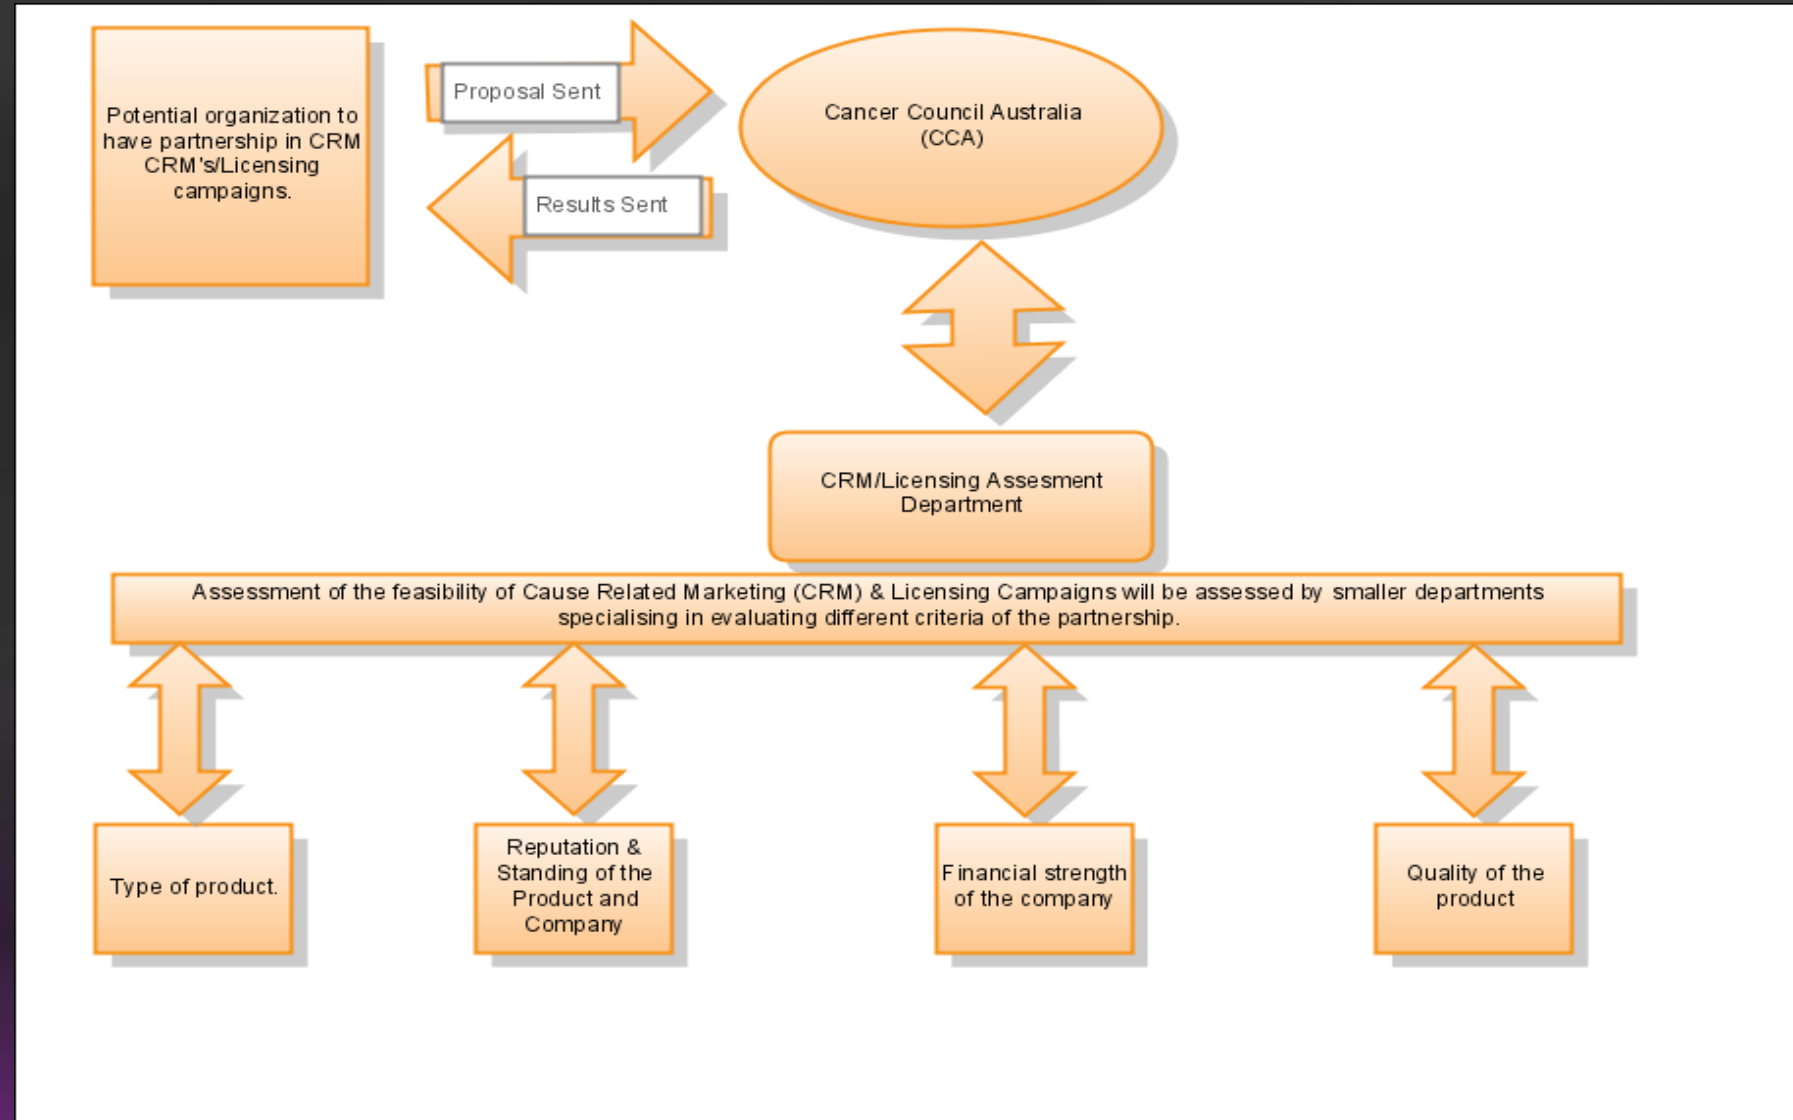 Potential organization to
have partnership in CRM
CRM's/Licensing
campaigns.
Proposal Sent
Results Sent
Cancer Council Australia
(CCA)
CRM/Licensing Assesment
Department
Assessment of the feasibility of Cause Related Marketing (CRM) & Licensing Campaigns will be assessed by smaller departments
specialising in evaluating different criteria of the partnership.
Type of product.
Reputation &
Standing of the
Product and
Company
Financial strength
of the company
Quality of the
product